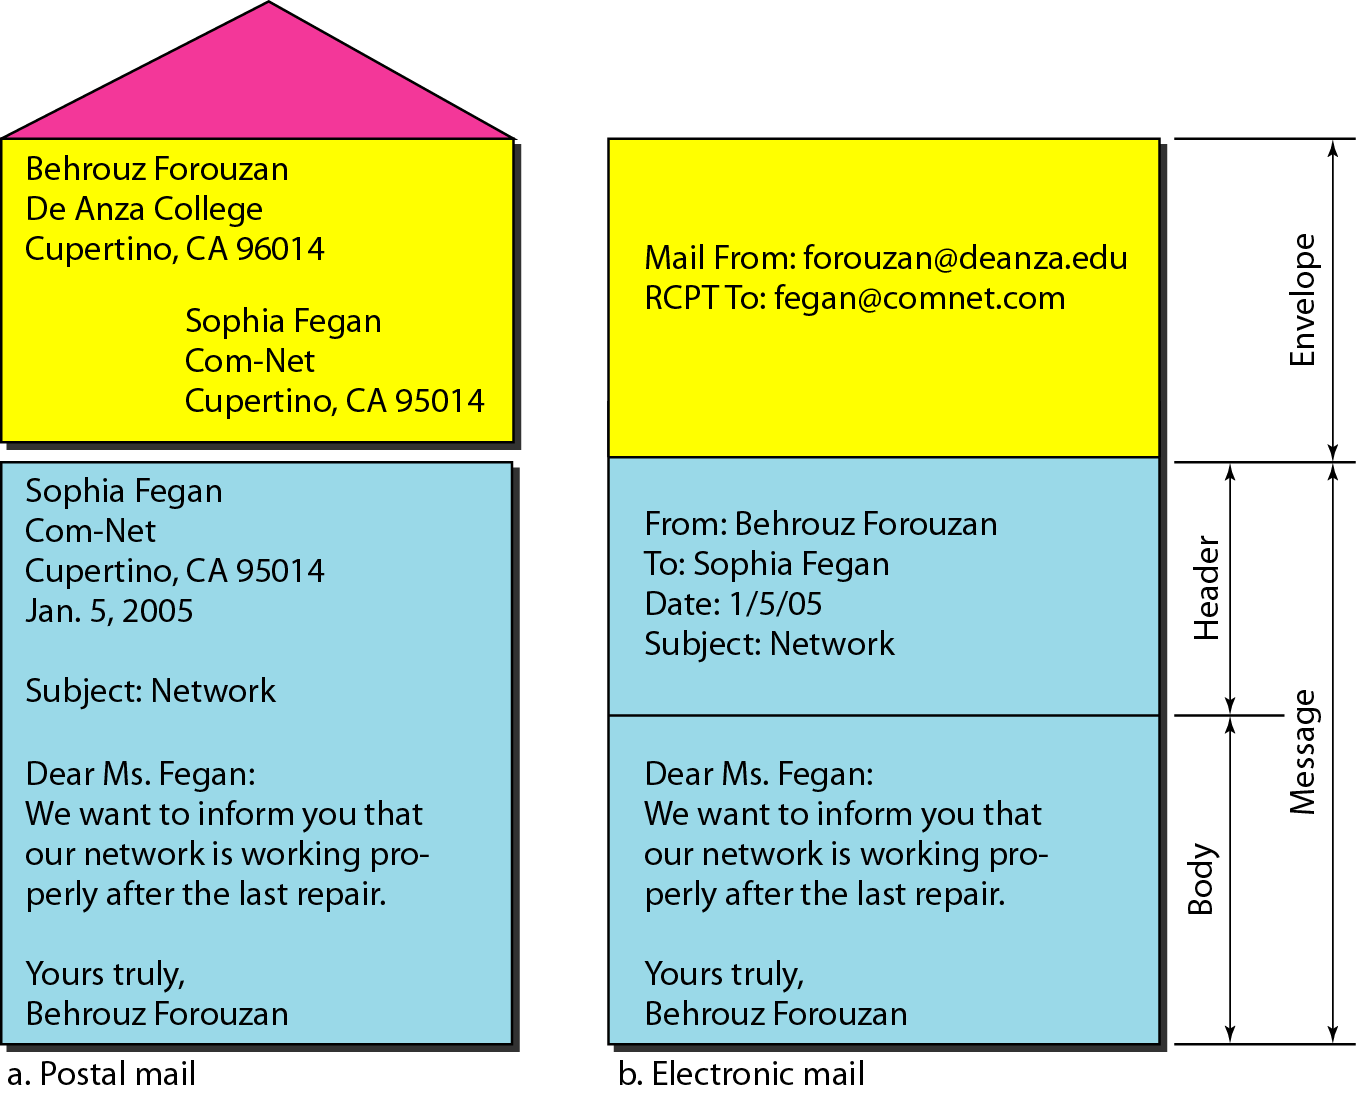 Behrouz Forouzan
De Anza College
Cupertino, CA 96014
Sophia Fegan
Com-Net
Cupertino, CA 95014
Sophia Fegan
Com-Net
Cupertino, CA 95014
Jan. 5, 2005
Subject: Network
Dear Ms. Fegan:
We want to inform you that
our network is working pro-
perly after the last repair.
Yours truly,
Behrouz Forouzan
a. Postal mail
Mail From: forouzan@deanza.edu
RCPT To: fegan@comnet.com
From: Behrouz Forouzan
To: Sophia Fegan
Date: 1/5/05
Subject: Network
Dear Ms. Fegan:
We want to inform you that
our network is working pro-
perly after the last repair.
Yours truly,
Behrouz Forouzan
b. Electronic mail
Envelope
Header
Message
Body